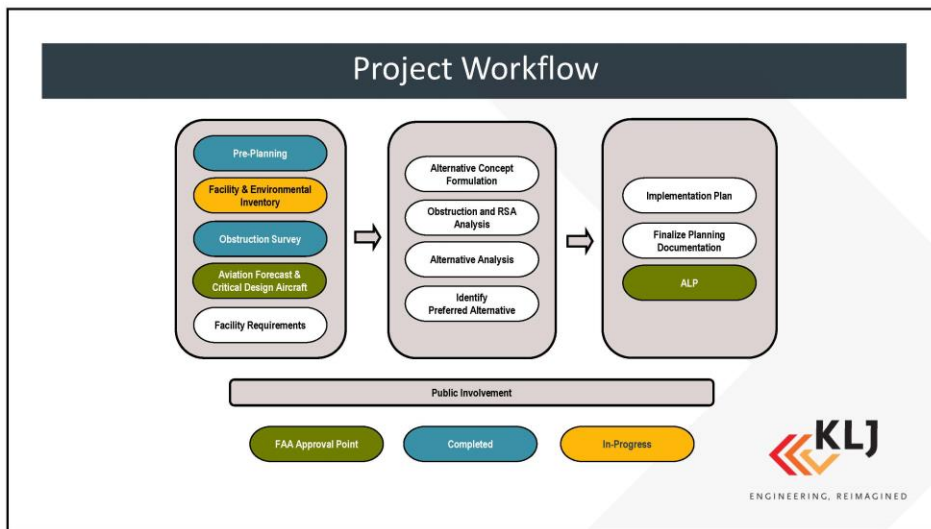 Project Workflow
Pre-Planning
Facility & Environmental
Inventory
Obstruction Survey
Aviation Forecast &
Critical Design Aircraft
Facility Requirements
Alternative Concept
Formulation
Obstruction and RSA
Analysis
Alternative Analysis
Identify
Preferred Alternative
Implementation Plan
Finalize Planning
Documentation
ALP
Public Involvement
FAA Approval Point
Completed
In-Progress
KLJ
ENGINEERING, REIMAGINED